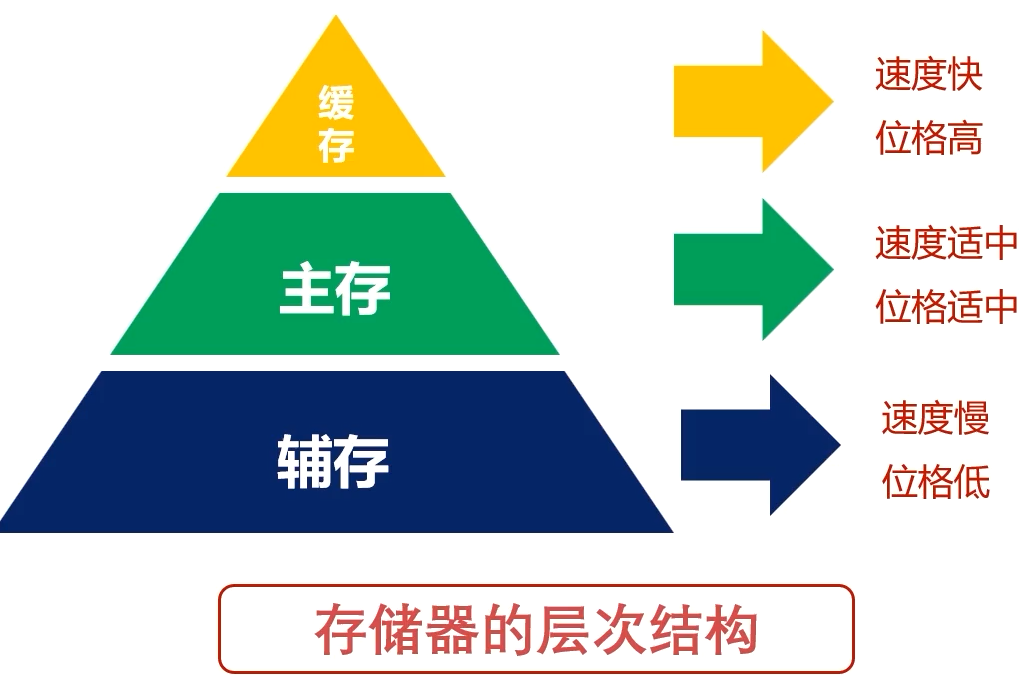 缓
存
速度快
位格高
主存
速度适中
位格适中
辅存
速度慢
位格低
存储器的层次结构